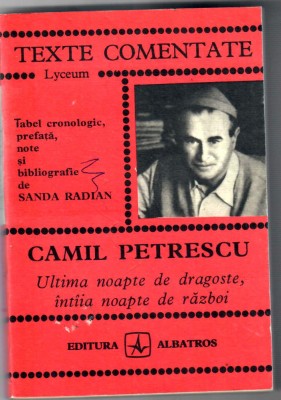 TEXTE COMENTATE
Lyceum
Tabel cronologic,
prefață,
note
și
bibliografie
de
SANDA RADIAN
CAMIL PETRESCU
Ultima noapte de dragoste,
întîia noapte de război
EDITURA ALBATROS